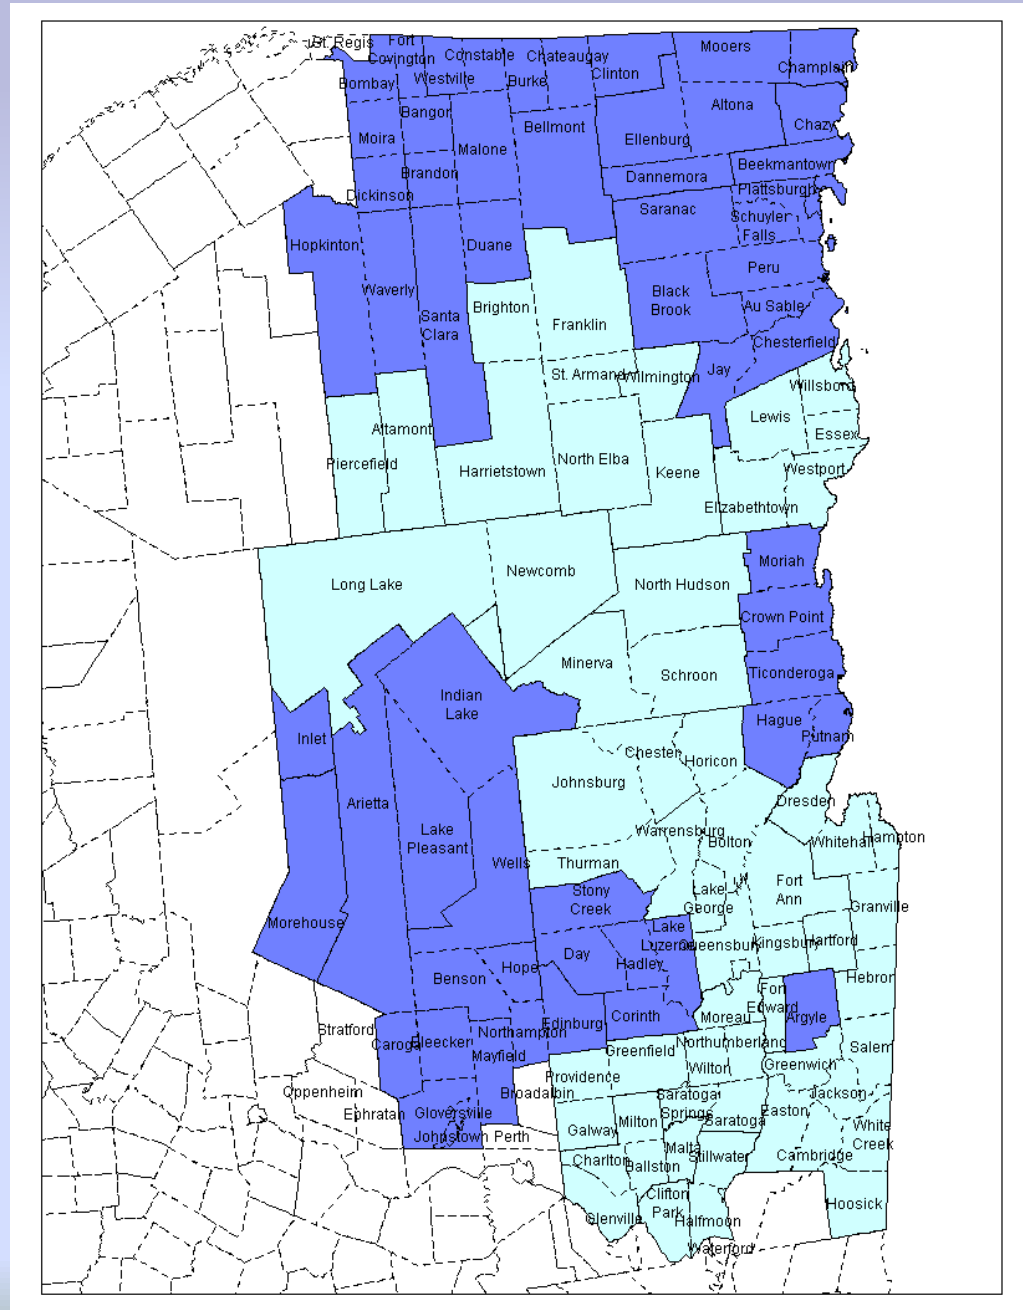 St. Regis
Fort
Covington
Constable
Chateaugay
Mooers
Champlain
Bombay
Westville
Burke
Clinton
Bangor
Altona
Chazy
Moira
Malone
Bellmont
Ellenburg
Brandon
Beekmantown
Dickinson
Dannemora
Plattsburgh
Saranac
Schuyler
Falls
Hopkinton
Duane
Peru
Waverly
Santa
Clara
Brighton
Franklin
Black
Brook
Au Sable
Chesterfield
St. Armand
Wilmington
Jay
Willsboro
Altamont
Lewis
Essex
Piercefield
Harrietstown
North Elba
Keene
Westport
Elizabethtown
Long Lake
Newcomb
North Hudson
Moriah
Crown Point
Minerva
Schroon
Ticonderoga
Indian
Lake
Hague
Putnam
Inlet
Chester
Horicon
Johnsburg
Arietta
Dresden
Lake
Pleasant
Warrensburg
Bolton
Whitehall
Hampton
Wells
Thurman
Stony
Creek
Lake
George
Fort
Ann
Granville
Morehouse
Lake
Luzerne
Queensbury
Kingsbury
Hartford
Day
Hadley
Hope
Benson
Hebron
Fort
Edward
Argyle
Stratford
Caroga
Bleecker
Northampton
Mayfield
Edinburg
Corinth
Moreau
Greenfield
Northumberland
Wilton
Greenwich
Salem
Oppenheim
Ephratah
Gloversville
Broadalbin
Providence
Saratoga
Springs
Saratoga
Easton
Jackson
White
Creek
Johnstown
Perth
Galway
Milton
Malta
Stillwater
Cambridge
Charlton
Ballston
Clifton
Park
Glenville
Halfmoon
Waterford
Hoosick